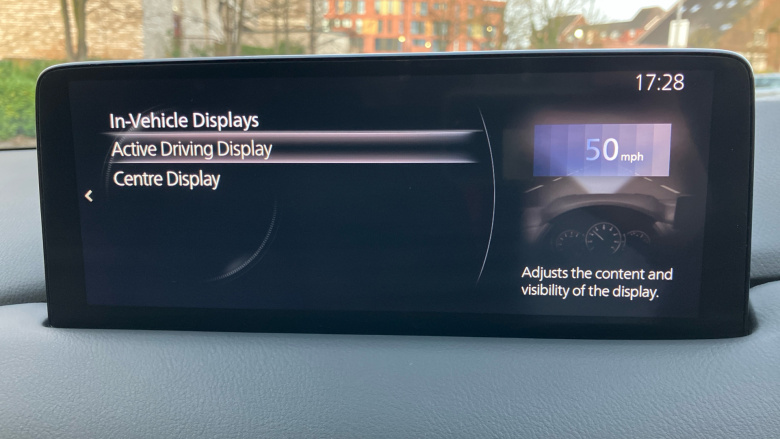 17:28
In-Vehicle Displays
Active Driving Display
Centre Display
50 mph
Adjusts the content and
visibility of the display.